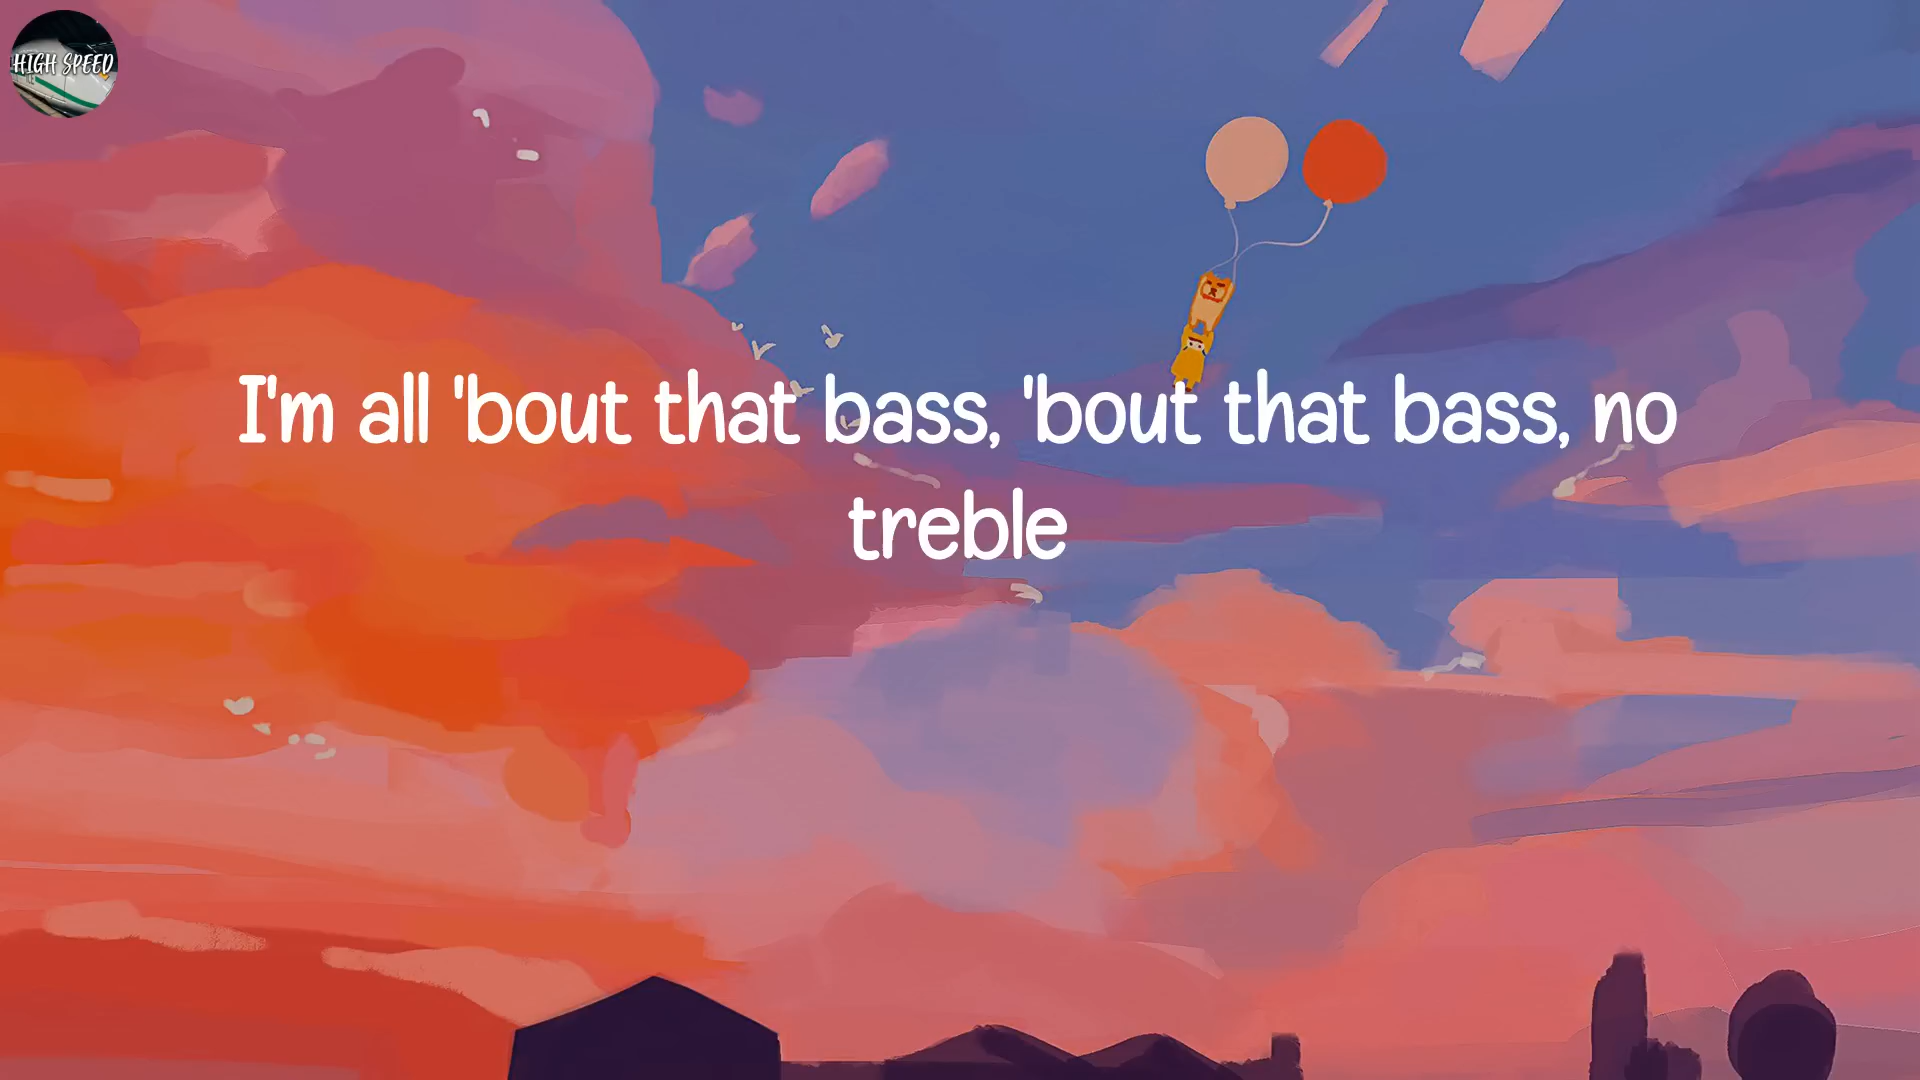 HIGH SPEED
I'm all 'bout that bass, 'bout that bass, no
treble